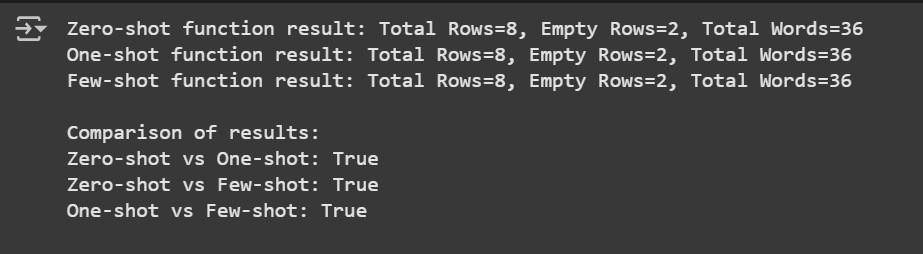 Zero-shot function result: Total Rows=8, Empty Rows=2, Total Words=36
One-shot function result: Total Rows=8, Empty Rows=2, Total Words=36
Few-shot function result: Total Rows=8, Empty Rows=2, Total Words=36

Comparison of results:
Zero-shot vs One-shot: True
Zero-shot vs Few-shot: True
One-shot vs Few-shot: True